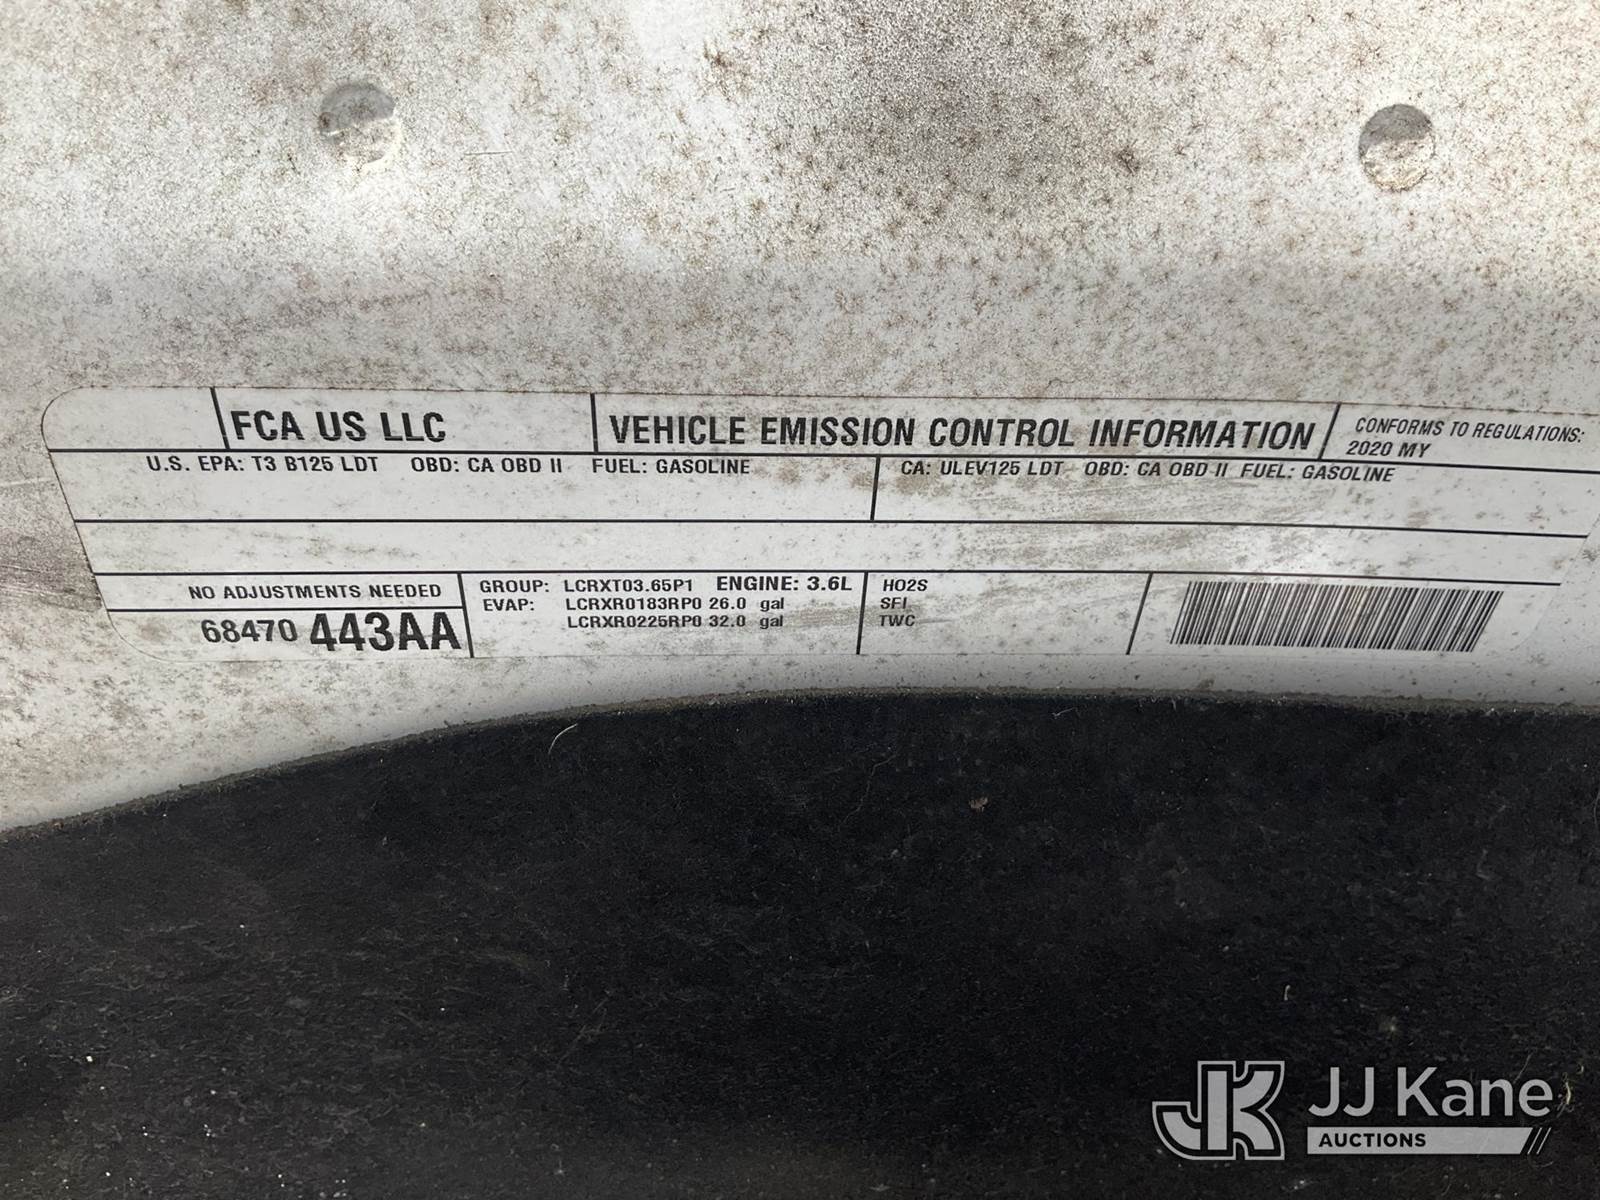 FCA US LLC
VEHICLE EMISSION CONTROL INFORMATION
CONFORMS TO REGULATIONS:
2020 MY
U.S. EPA: T3 B125 LDT OBD: CA OBD II FUEL: GASOLINE
CA: ULEV125 LDT OBD: CA OBD II FUEL: GASOLINE
NO ADJUSTMENTS NEEDED
68470 443AA
GROUP: LCRXT03.65P1 ENGINE: 3.6L
EVAP: LCRXR0183RP0 26.0 gal
LCRXR0225RP0 32.0 gal
HO2S
SFI
TWC
JK JJ Kane
AUCTIONS